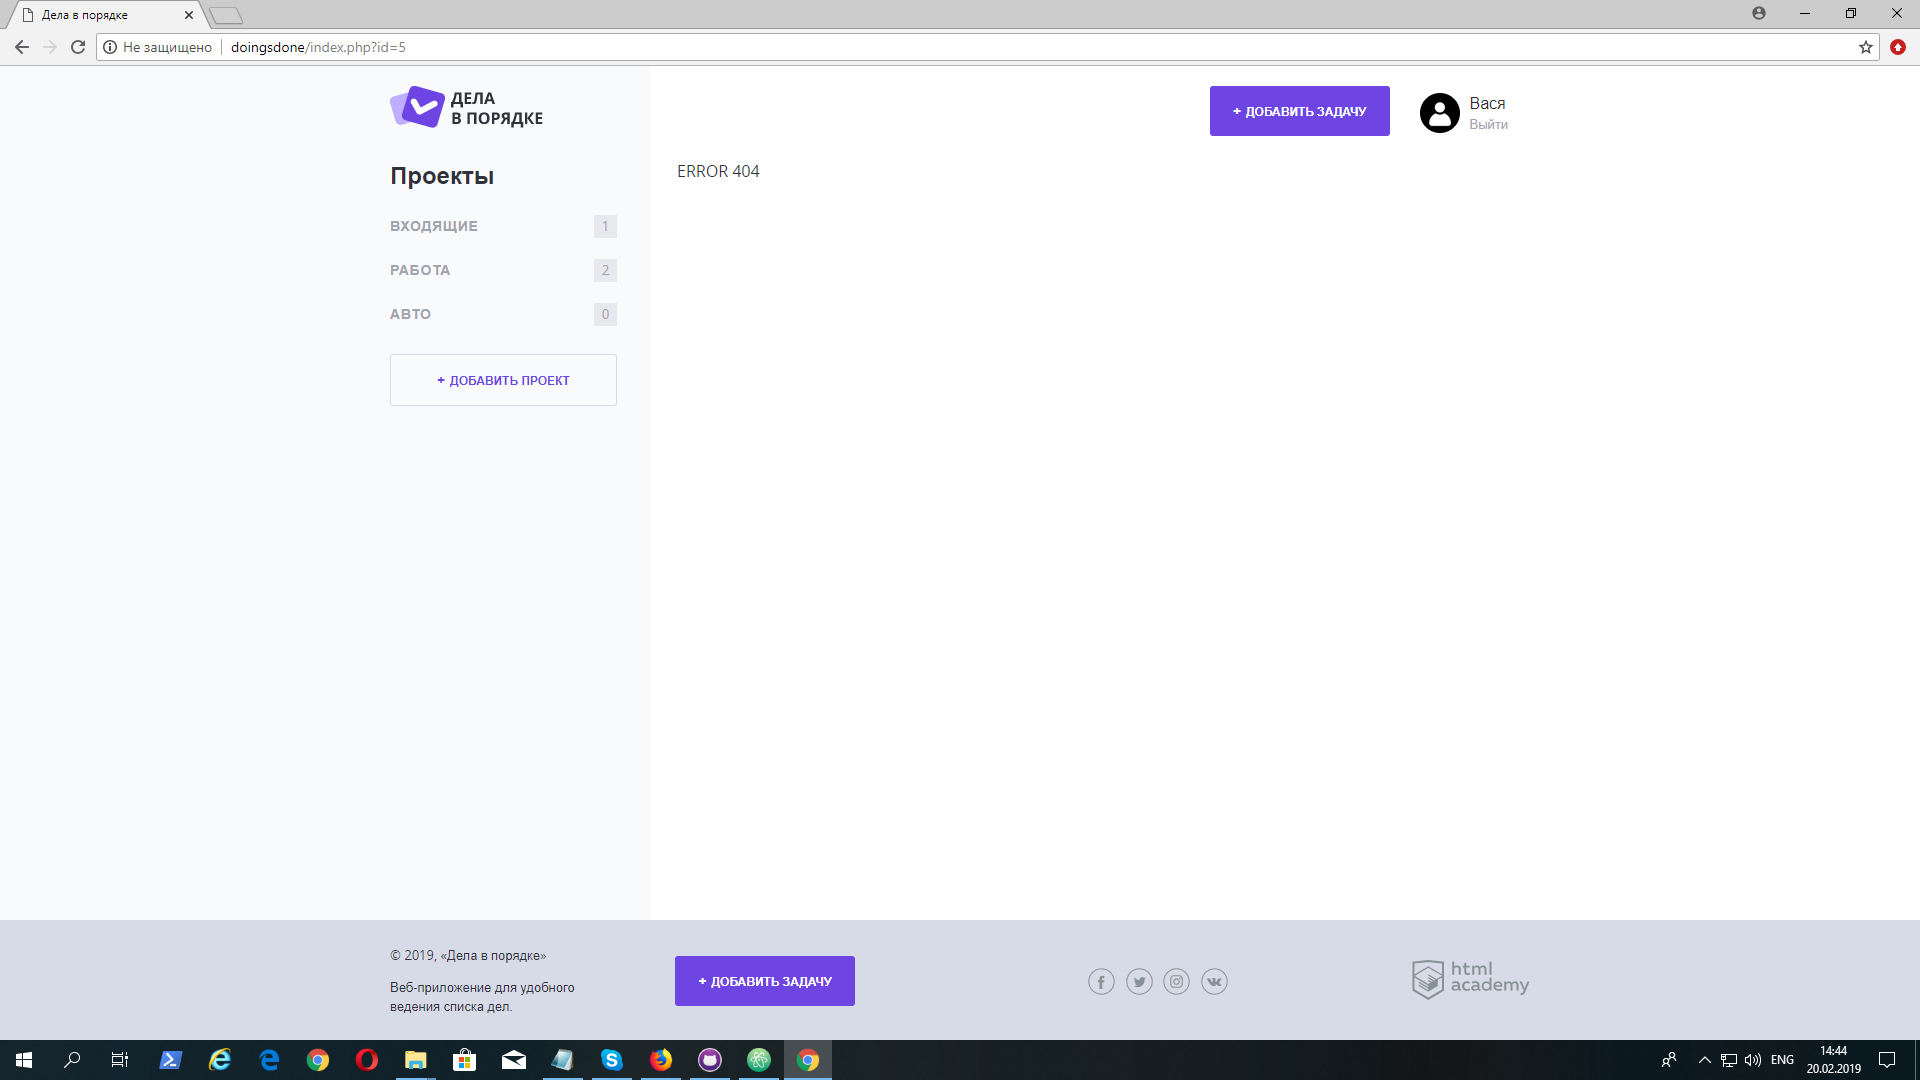 Дела в порядке
Не защищено
doingsdone/index.php?id=5
ДЕЛА
В ПОРЯДКЕ
+ ДОБАВИТЬ ЗАДАЧУ
Вася
Выйти
Проекты
ERROR 404
ВХОДЯЩИЕ 1
РАБОТА 2
АВТО 0
+ ДОБАВИТЬ ПРОЕКТ
© 2019, «Дела в порядке»
Веб-приложение для удобного
ведения списка дел.
+ ДОБАВИТЬ ЗАДАЧУ
html
academy
ENG
14:44
20.02.2019